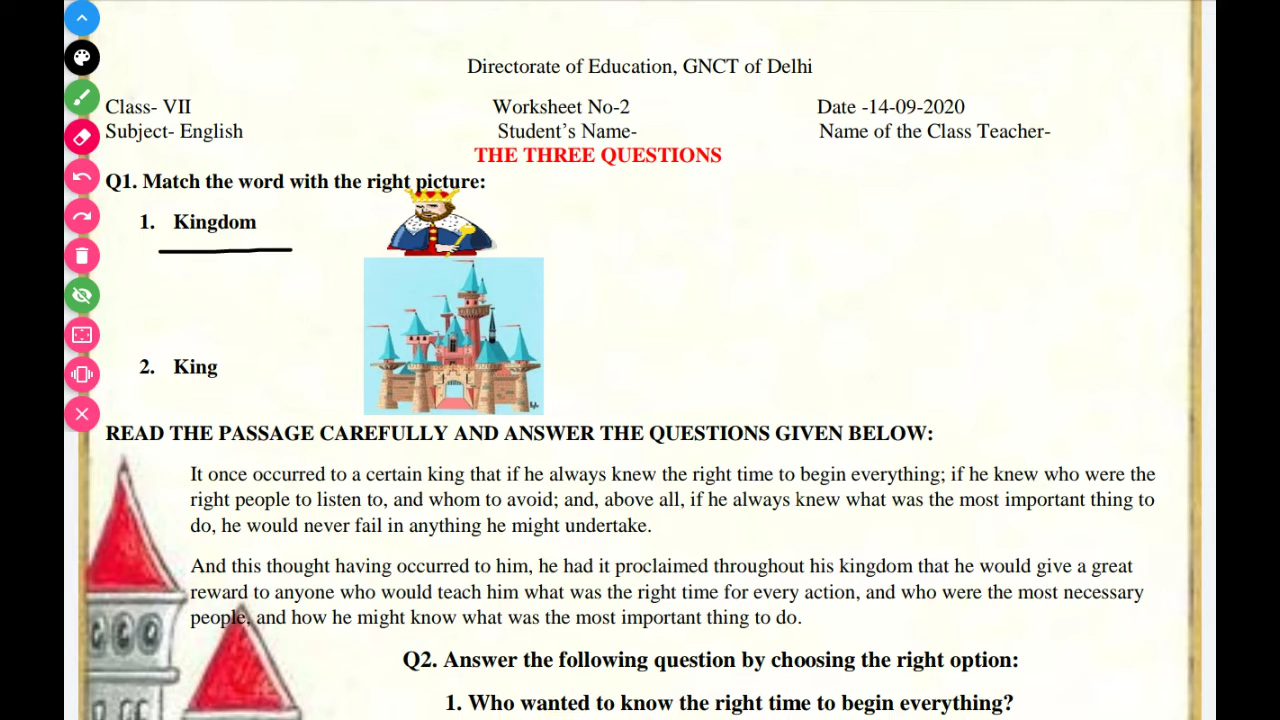 Directorate of Education, GNCT of Delhi
Class- VII Worksheet No-2 Date -14-09-2020
Subject- English Student’s Name- Name of the Class Teacher-
THE THREE QUESTIONS
Q1. Match the word with the right picture:
1. Kingdom
2. King
READ THE PASSAGE CAREFULLY AND ANSWER THE QUESTIONS GIVEN BELOW:
It once occurred to a certain king that if he always knew the right time to begin everything; if he knew who were the
right people to listen to, and whom to avoid; and, above all, if he always knew what was the most important thing to
do, he would never fail in anything he might undertake.
And this thought having occurred to him, he had it proclaimed throughout his kingdom that he would give a great
reward to anyone who would teach him what was the right time for every action, and who were the most necessary
people, and how he might know what was the most important thing to do.
Q2. Answer the following question by choosing the right option:
1. Who wanted to know the right time to begin everything?